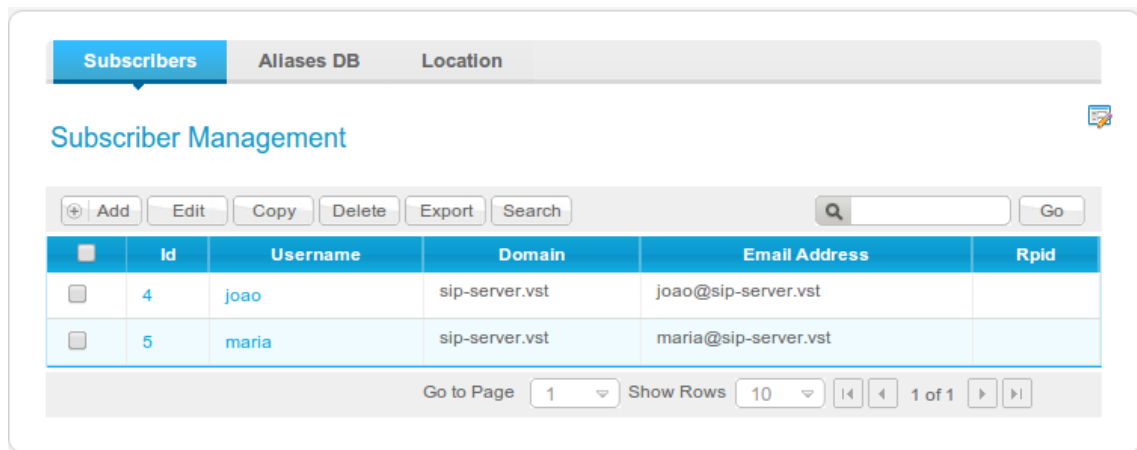 Subscribers Aliases DB Location
Subscriber Management
Add Edit Copy Delete Export Search Go
Id Username Domain Email Address Rpid
4 joao sip-server.vst joao@sip-server.vst
5 maria sip-server.vst maria@sip-server.vst
Go to Page 1 Show Rows 10 1 of 1